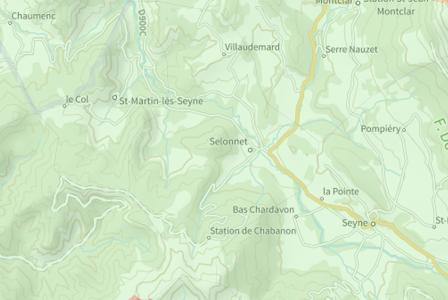 Montclar
Station St-Jean
Montclar
Chaumenc
D900C
Villaudemard
Serre Nauzet
le Col
St-Martin-lès-Seyne
Pompiéry
Selonnet
la Pointe
Bas Chardavon
Seyne
Station de Chabanon